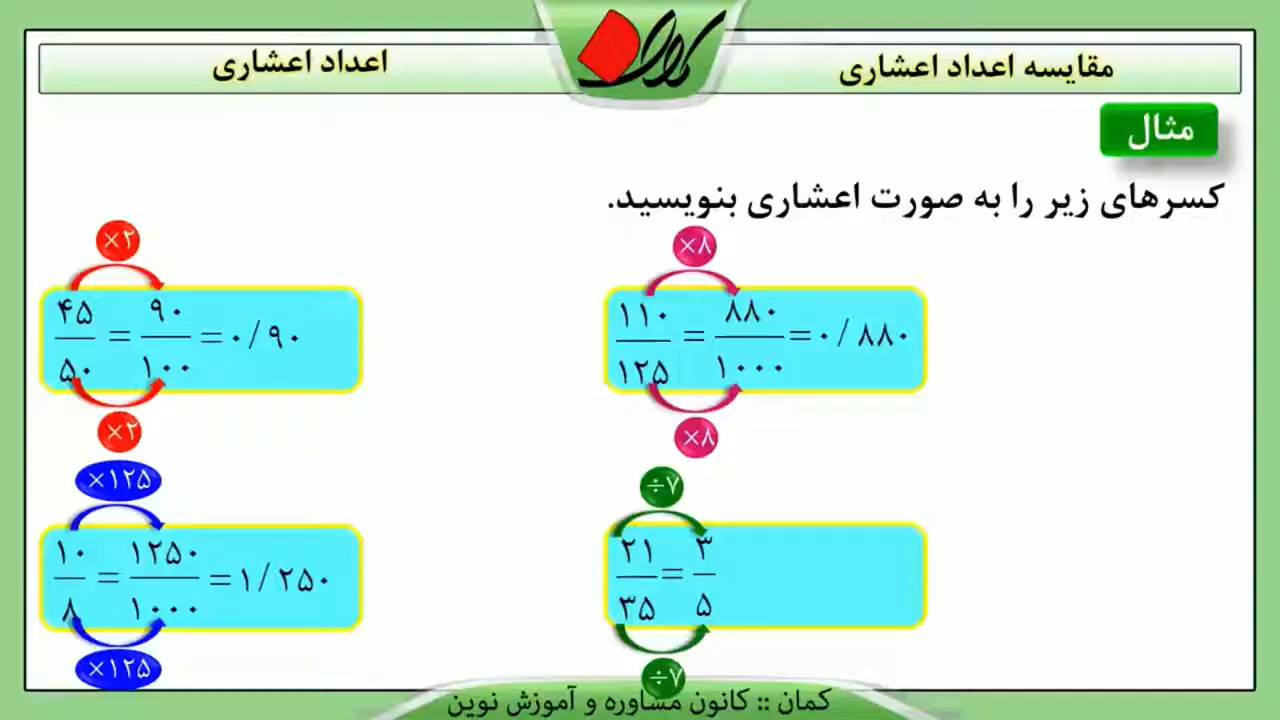 مقایسه اعداد اعشاری
اعداد اعشاری
کمان
مثال
کسرهای زیر را به صورت اعشاری بنویسید.
×۸
۱۱۰/۱۲۵ = ۸۸۰/۱۰۰۰ = ۰/۸۸۰
×۸
×۲
۴۵/۵۰ = ۹۰/۱۰۰ = ۰/۹۰
×۲
÷۷
۲۱/۳۵ = ۳/۵
÷۷
×۱۲۵
۱۰/۸ = ۱۲۵۰/۱۰۰۰ = ۱/۲۵۰
×۱۲۵
کمان :: کانون مشاوره و آموزش نوین